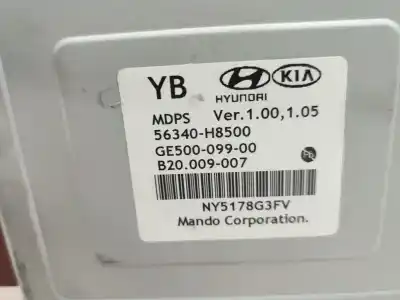 YB HYUNDAI KIA
MDPS Ver.1.00,1.05
56340-H8500
GE500-099-00
B20.009-007
Pb
NY5178G3FV
Mando Corporation.